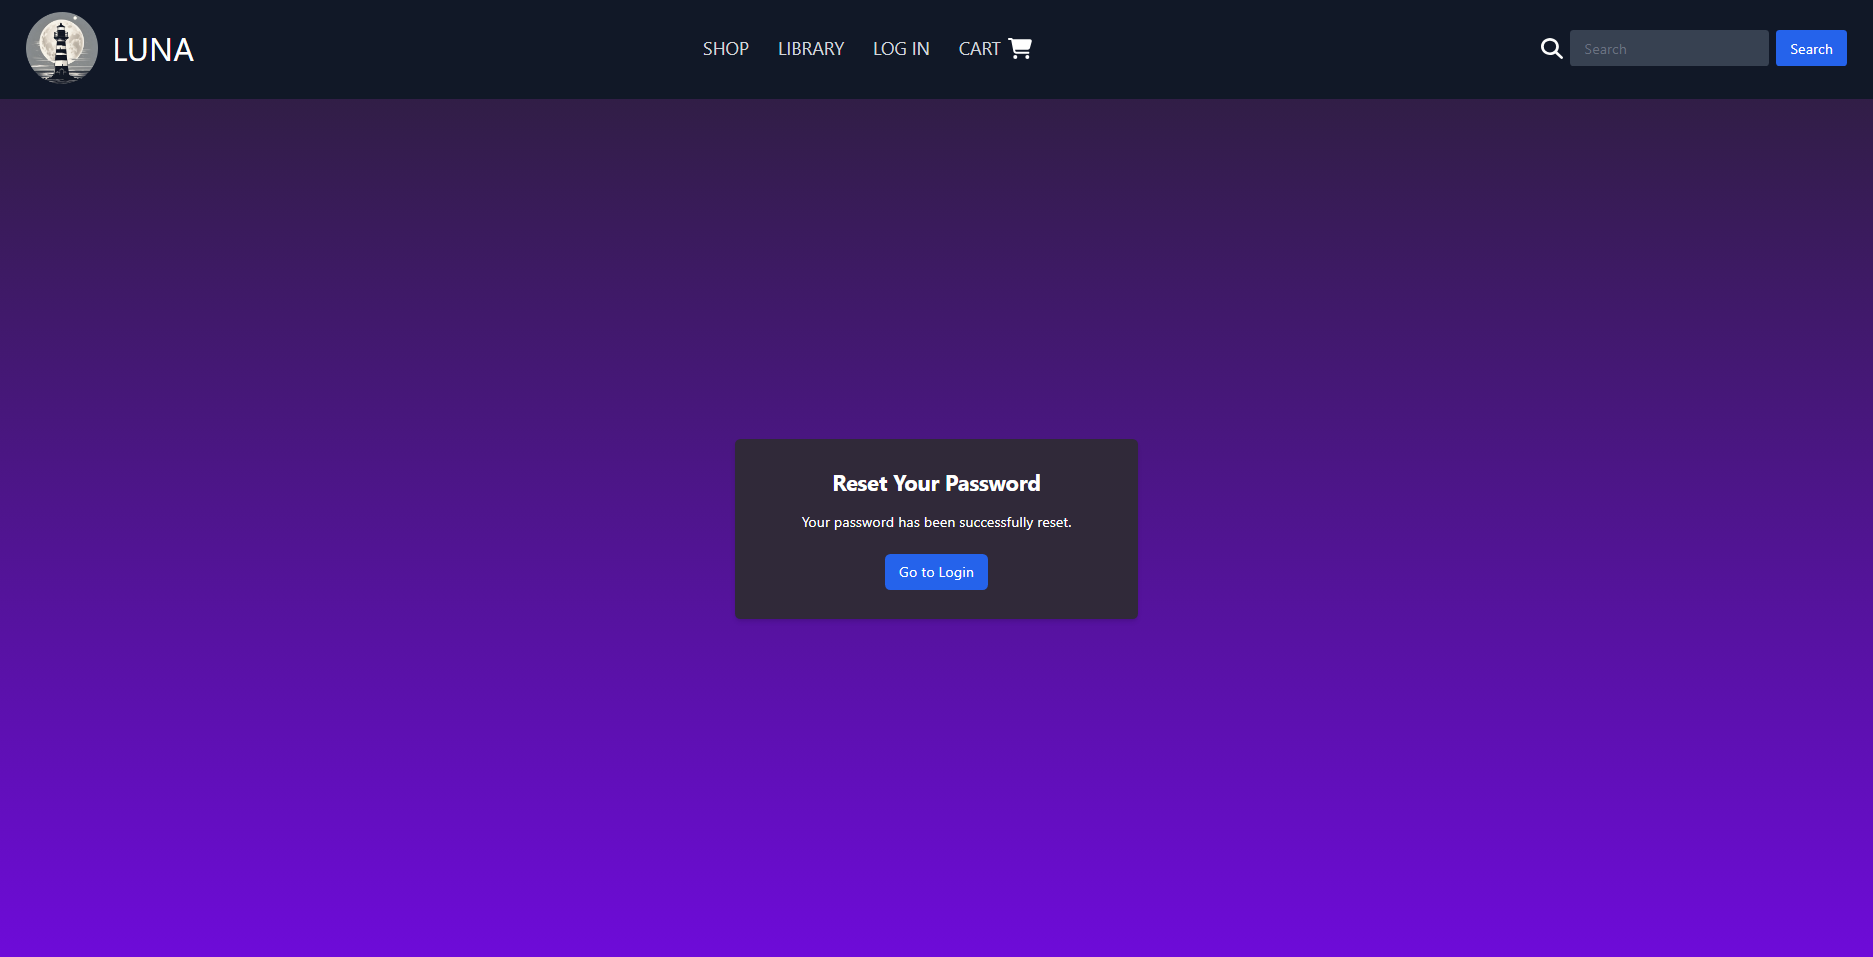 LUNA
SHOP LIBRARY LOG IN CART
Search Search
Reset Your Password
Your password has been successfully reset.
Go to Login